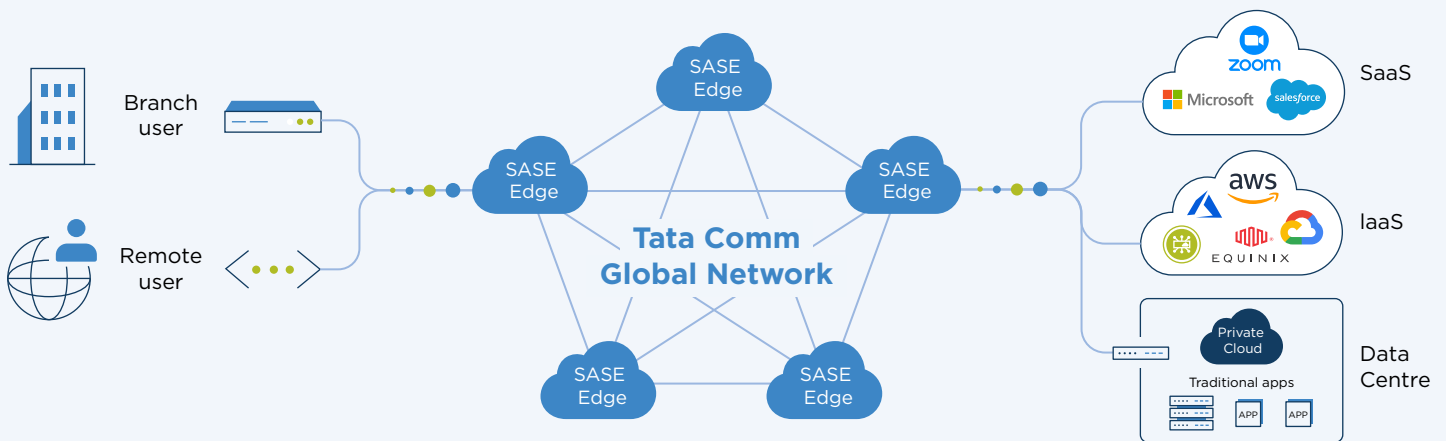 Branch
user
Remote
user
SASE
Edge
SASE
Edge
SASE
Edge
Tata Comm
Global Network
SASE
Edge
SASE
Edge
zoom
Microsoft
salesforce
SaaS
aws
EQUINIX
IaaS
Private
Cloud
Traditional apps
APP
APP
Data
Centre